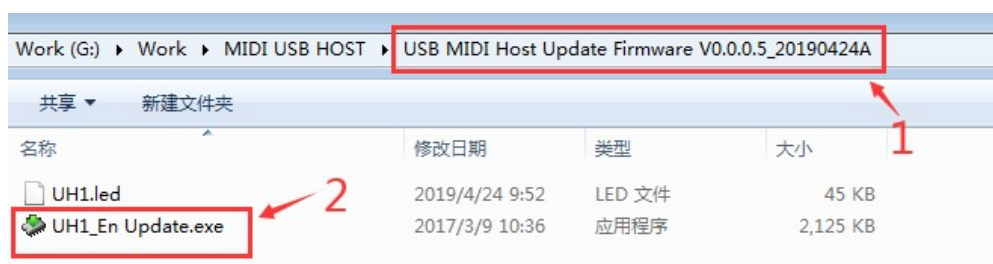 Work (G:) ▸ Work ▸ MIDI USB HOST ▸ USB MIDI Host Update Firmware V0.0.0.5_20190424A
共享 ▼ 新建文件夹
1
名称 修改日期 类型 大小
UH1.led 2019/4/24 9:52 LED 文件 45 KB
2
UH1_En Update.exe 2017/3/9 10:36 应用程序 2,125 KB